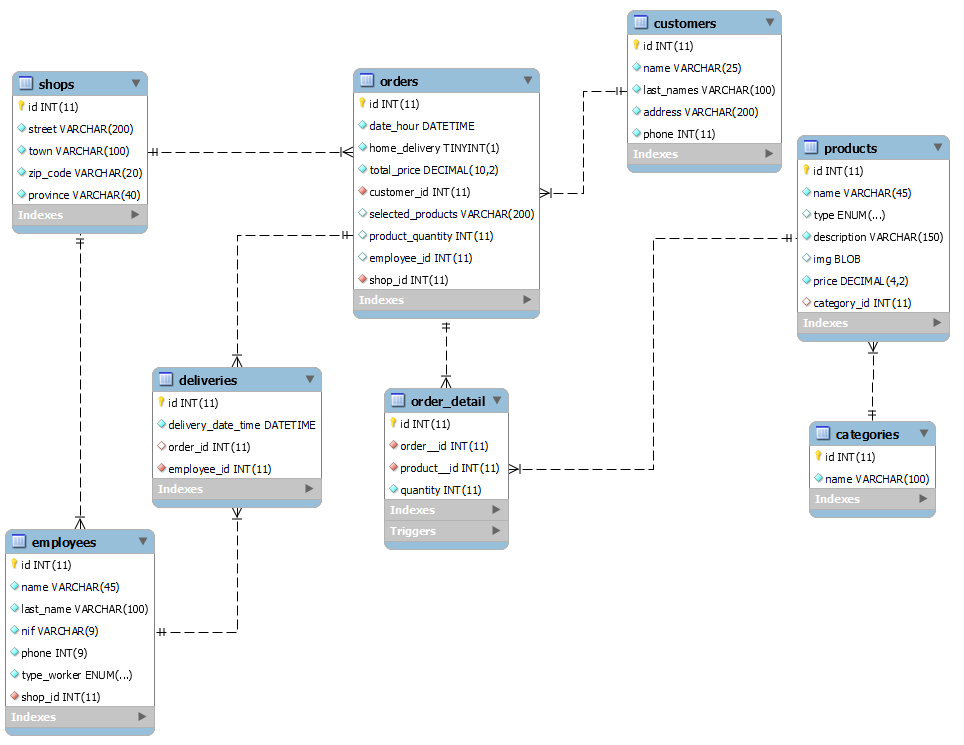 customers
id INT(11)
name VARCHAR(25)
last_names VARCHAR(100)
address VARCHAR(200)
phone INT(11)
Indexes
shops
id INT(11)
street VARCHAR(200)
town VARCHAR(100)
zip_code VARCHAR(20)
province VARCHAR(40)
Indexes
orders
id INT(11)
date_hour DATETIME
home_delivery TINYINT(1)
total_price DECIMAL(10,2)
customer_id INT(11)
selected_products VARCHAR(200)
product_quantity INT(11)
employee_id INT(11)
shop_id INT(11)
Indexes
products
id INT(11)
name VARCHAR(45)
type ENUM(...)
description VARCHAR(150)
img BLOB
price DECIMAL(4,2)
category_id INT(11)
Indexes
deliveries
id INT(11)
delivery_date_time DATETIME
order_id INT(11)
employee_id INT(11)
Indexes
order_detail
id INT(11)
order__id INT(11)
product__id INT(11)
quantity INT(11)
Indexes
Triggers
categories
id INT(11)
name VARCHAR(100)
Indexes
employees
id INT(11)
name VARCHAR(45)
last_name VARCHAR(100)
nif VARCHAR(9)
phone INT(9)
type_worker ENUM(...)
shop_id INT(11)
Indexes